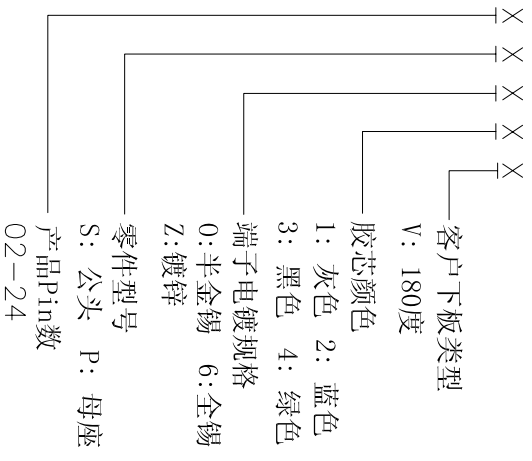 X X X X X
客户下板类型
V: 180度
胶芯颜色
1: 灰色 2: 蓝色
3: 黑色 4: 绿色
端子电镀规格
0:半金锡 6:全锡
Z:镀锌
零件型号
S: 公头 P: 母座
产品Pin数
02-24